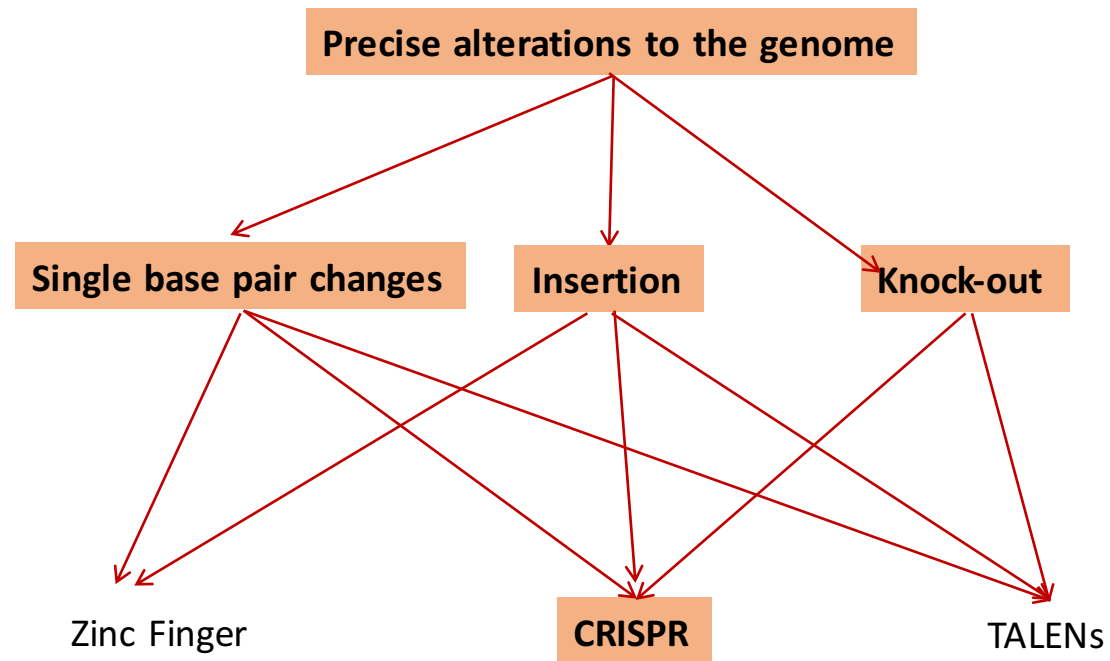 Precise alterations to the genome
Single base pair changes
Insertion
Knock-out
Zinc Finger
CRISPR
TALENs